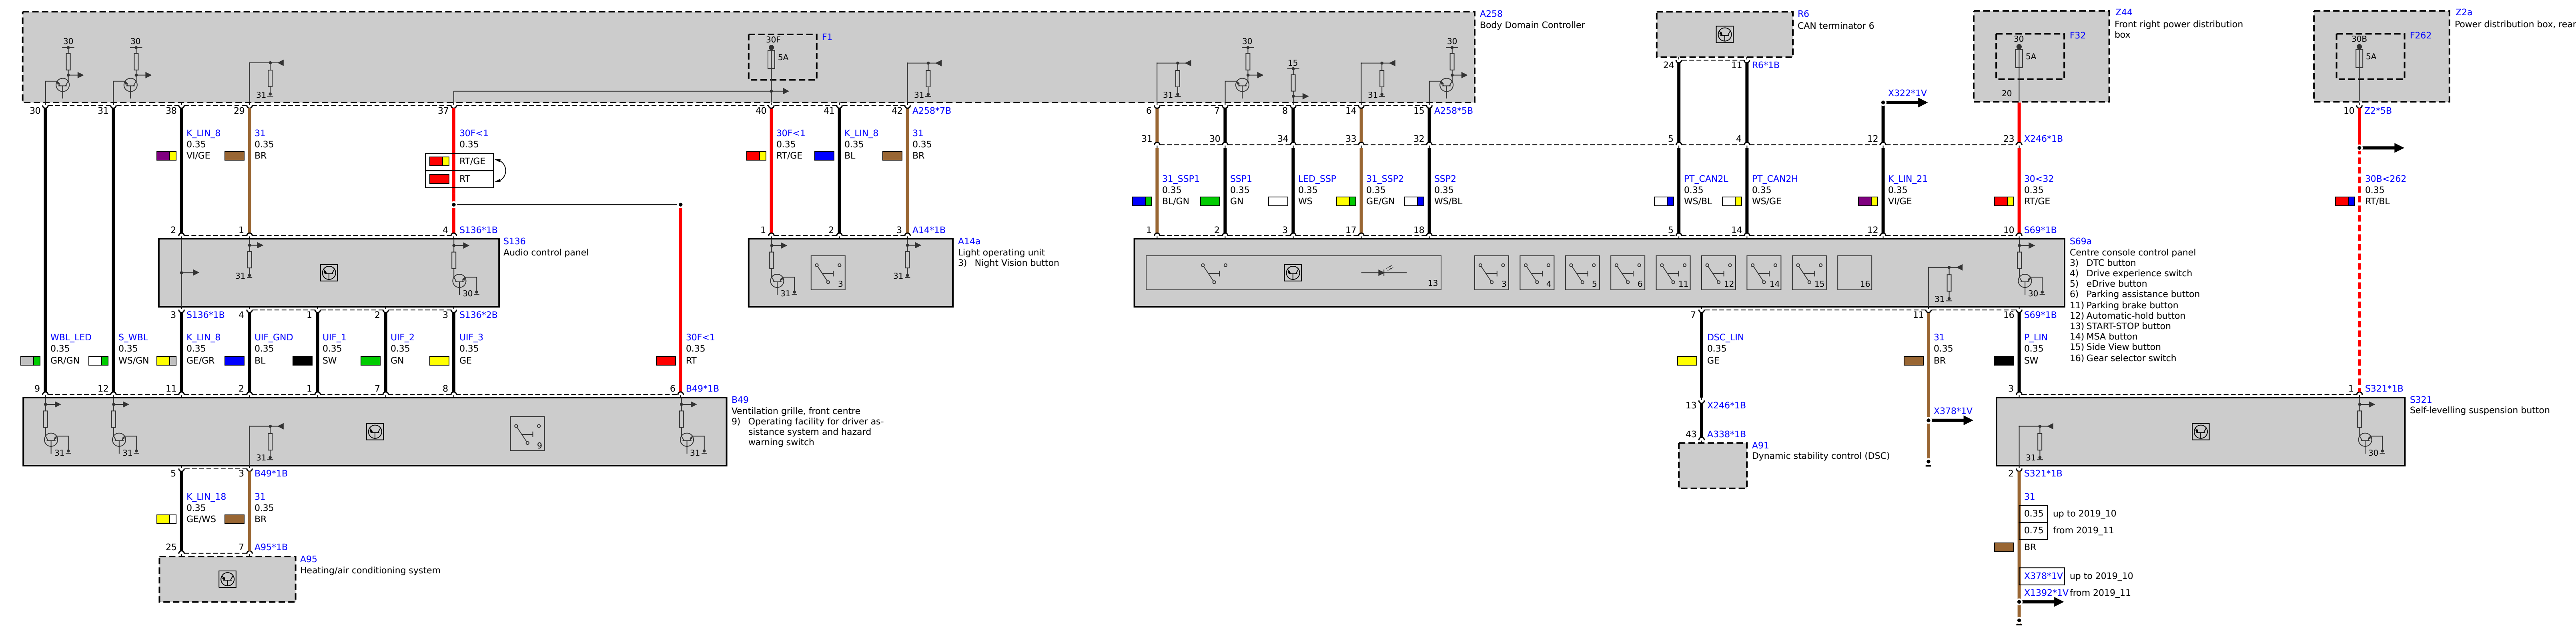 A258
Body Domain Controller
30
30
31
30F
F1
5A
31
31
30
15
31
30
R6
CAN terminator 6
Z44
Front right power distribution
box
30
F32
5A
20
Z2a
Power distribution box, rear
30B
F262
5A
30
31
38
29
37
40
41
42
A258*7B
6
7
8
14
15
A258*5B
24
11
R6*1B
X322*1V
10
Z2*5B
K_LIN_8
0.35
VI/GE
31
0.35
BR
30F<1
0.35
RT/GE
RT
30F<1
0.35
RT/GE
K_LIN_8
0.35
BL
31
0.35
BR
31
30
34
33
32
5
4
12
23
X246*1B
31_SSP1
0.35
BL/GN
SSP1
0.35
GN
LED_SSP
0.35
WS
31_SSP2
0.35
GE/GN
SSP2
0.35
WS/BL
PT_CAN2L
0.35
WS/BL
PT_CAN2H
0.35
WS/GE
K_LIN_21
0.35
VI/GE
30<32
0.35
RT/GE
30B<262
0.35
RT/BL
2
1
4
S136*1B
1
2
3
A14*1B
1
2
3
17
18
5
14
12
10
S69*1B
S136
Audio control panel
31
30
A14a
Light operating unit
3) Night Vision button
31
3
31
13
3
4
5
6
11
12
14
15
16
31
30
S69a
Centre console control panel
3) DTC button
4) Drive experience switch
5) eDrive button
6) Parking assistance button
11) Parking brake button
12) Automatic-hold button
13) START-STOP button
14) MSA button
15) Side View button
16) Gear selector switch
3
S136*1B
4
1
2
3
S136*2B
7
11
16
S69*1B
WBL_LED
0.35
GR/GN
S_WBL
0.35
WS/GN
K_LIN_8
0.35
GE/GR
UIF_GND
0.35
BL
UIF_1
0.35
SW
UIF_2
0.35
GN
UIF_3
0.35
GE
30F<1
0.35
RT
DSC_LIN
0.35
GE
31
0.35
BR
P_LIN
0.35
SW
9
12
11
2
1
7
8
6
B49*1B
3
1
S321*1B
B49
Ventilation grille, front centre
9) Operating facility for driver as-
sistance system and hazard
warning switch
31
31
31
9
31
13
X246*1B
43
A338*1B
A91
Dynamic stability control (DSC)
X378*1V
S321
Self-levelling suspension button
31
30
5
3
B49*1B
2
S321*1B
K_LIN_18
0.35
GE/WS
31
0.35
BR
31
0.35
up to 2019_10
0.75
from 2019_11
BR
25
7
A95*1B
A95
Heating/air conditioning system
X378*1V
up to 2019_10
X1392*1V
from 2019_11